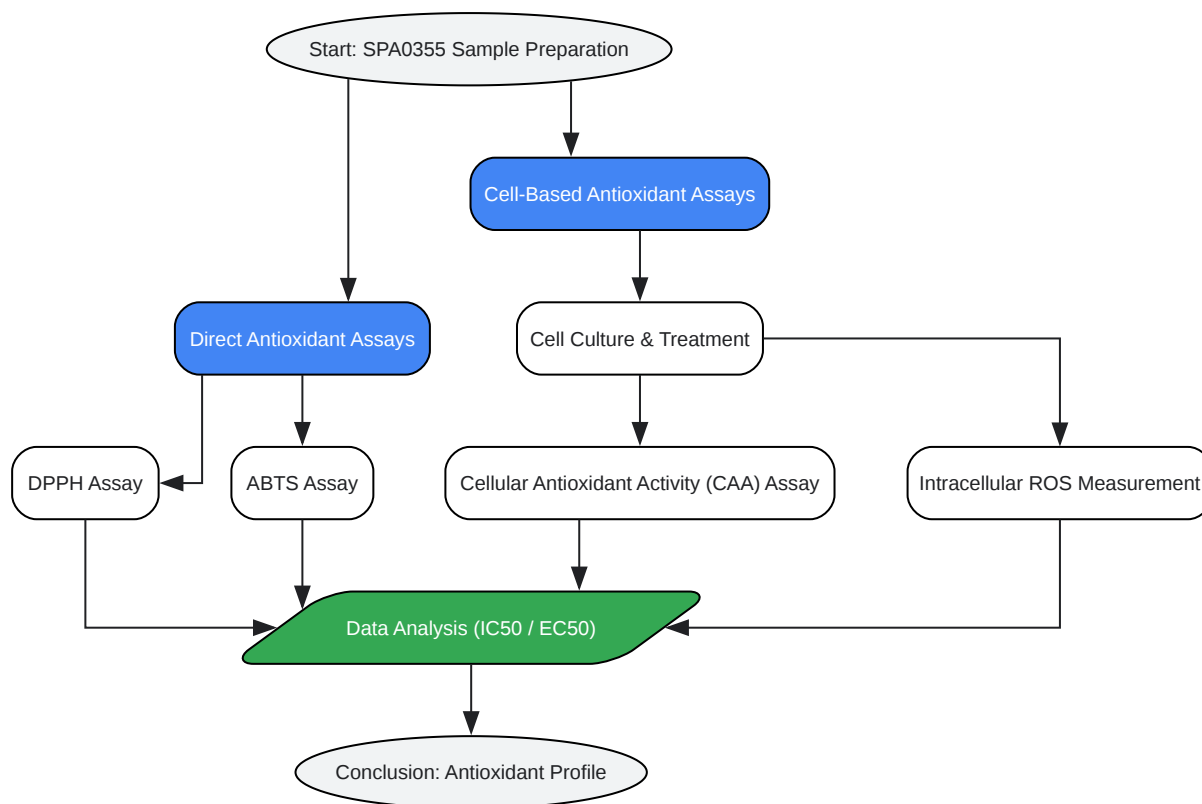 Start: SPA0355 Sample Preparation
Cell-Based Antioxidant Assays
Direct Antioxidant Assays
Cell Culture & Treatment
DPPH Assay
ABTS Assay
Cellular Antioxidant Activity (CAA) Assay
Intracellular ROS Measurement
Data Analysis (IC50 / EC50)
Conclusion: Antioxidant Profile